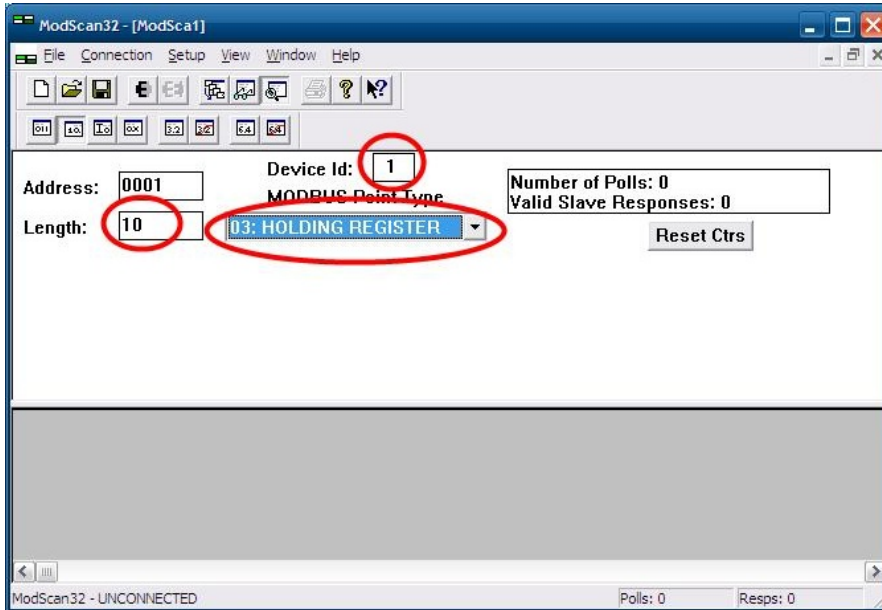 ModScan32 - [ModSca1]
File Connection Setup View Window Help
Address: 0001
Device Id: 1
MODBUS Point Type
Length: 10
03: HOLDING REGISTER
Number of Polls: 0
Valid Slave Responses: 0
Reset Ctrs
ModScan32 - UNCONNECTED
Polls: 0
Resps: 0